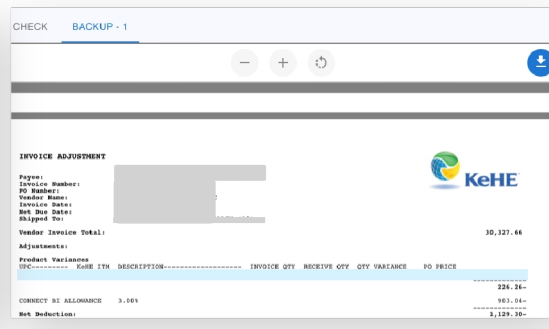 CHECK BACKUP - 1
INVOICE ADJUSTMENT
KeHE
Payee:
Invoice Number:
PO Number:
Vendor Name:
Invoice Date:
Net Due Date:
Shipped To:
Vendor Invoice Total: 30,327.66
Adjustments:
Product Variances
UPC--------- KeHE ITM DESCRIPTION------------------- INVOICE QTY RECEIVE QTY QTY VARIANCE PO PRICE
-------------
226.26-
CONNECT BI ALLOWANCE 3.00% 903.04-
-------------
Net Deduction: 1,129.30-